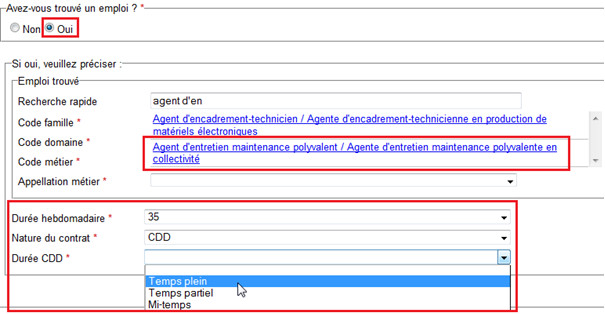 Avez-vous trouvé un emploi ? *
Non Oui
Si oui, veuillez préciser :
Emploi trouvé
Recherche rapide agent d'en
Code famille * Agent d'encadrement-technicien / Agente d'encadrement-technicienne en production de
matériels électroniques
Code domaine * Agent d'entretien maintenance polyvalent / Agente d'entretien maintenance polyvalente en
Code métier * collectivité
Appellation métier *
Durée hebdomadaire * 35
Nature du contrat * CDD
Durée CDD *
Temps plein
Temps partiel
Mi-temps